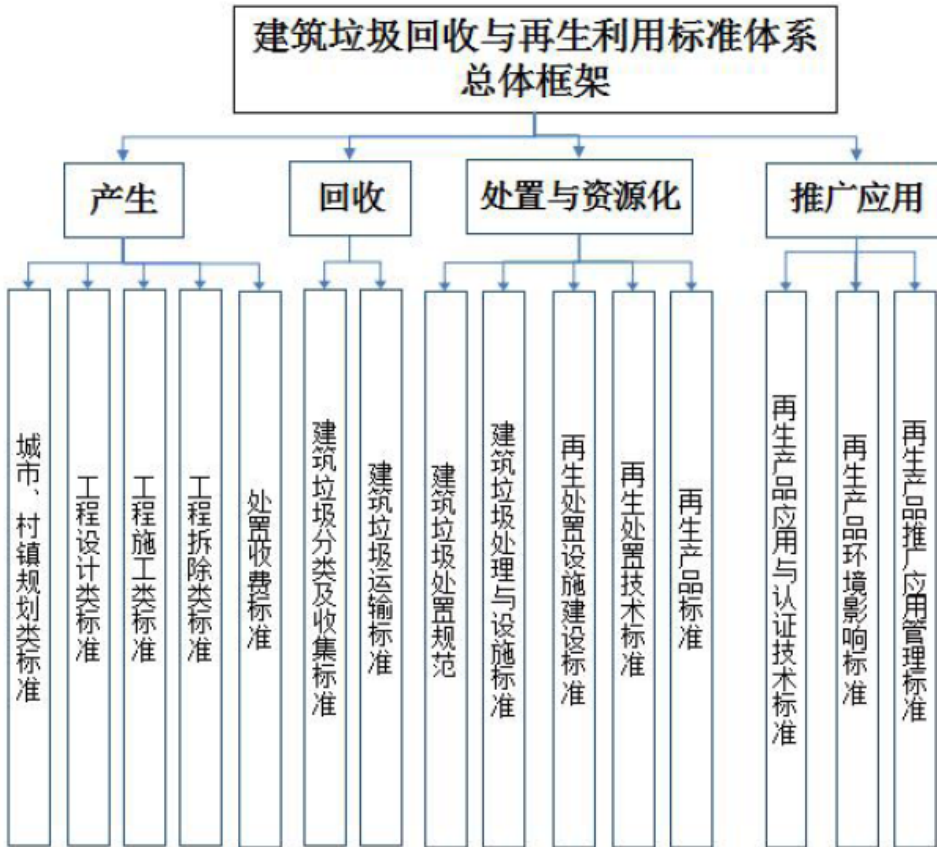 建筑垃圾回收与再生利用标准体系
总体框架
产生
回收
处置与资源化
推广应用
城市、村镇规划类标准
工程设计类标准
工程施工类标准
工程拆除类标准
处置收费标准
建筑垃圾分类及收集标准
建筑垃圾运输标准
建筑垃圾处置规范
建筑垃圾处理与设施标准
再生处置设施建设标准
再生处置技术标准
再生产品标准
再生产品应用与认证技术标准
再生产品环境影响标准
再生产品推广应用管理标准